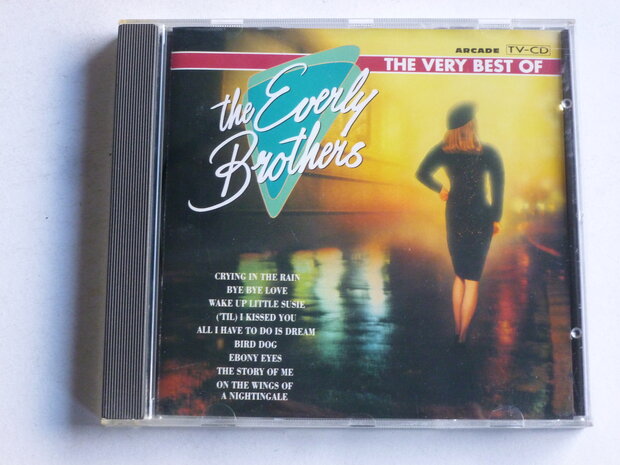 ARCADE TV-CD
THE VERY BEST OF
the Everly
Brothers
CRYING IN THE RAIN
BYE BYE LOVE
WAKE UP LITTLE SUSIE
('TIL) I KISSED YOU
ALL I HAVE TO DO IS DREAM
BIRD DOG
EBONY EYES
THE STORY OF ME
ON THE WINGS OF
A NIGHTINGALE